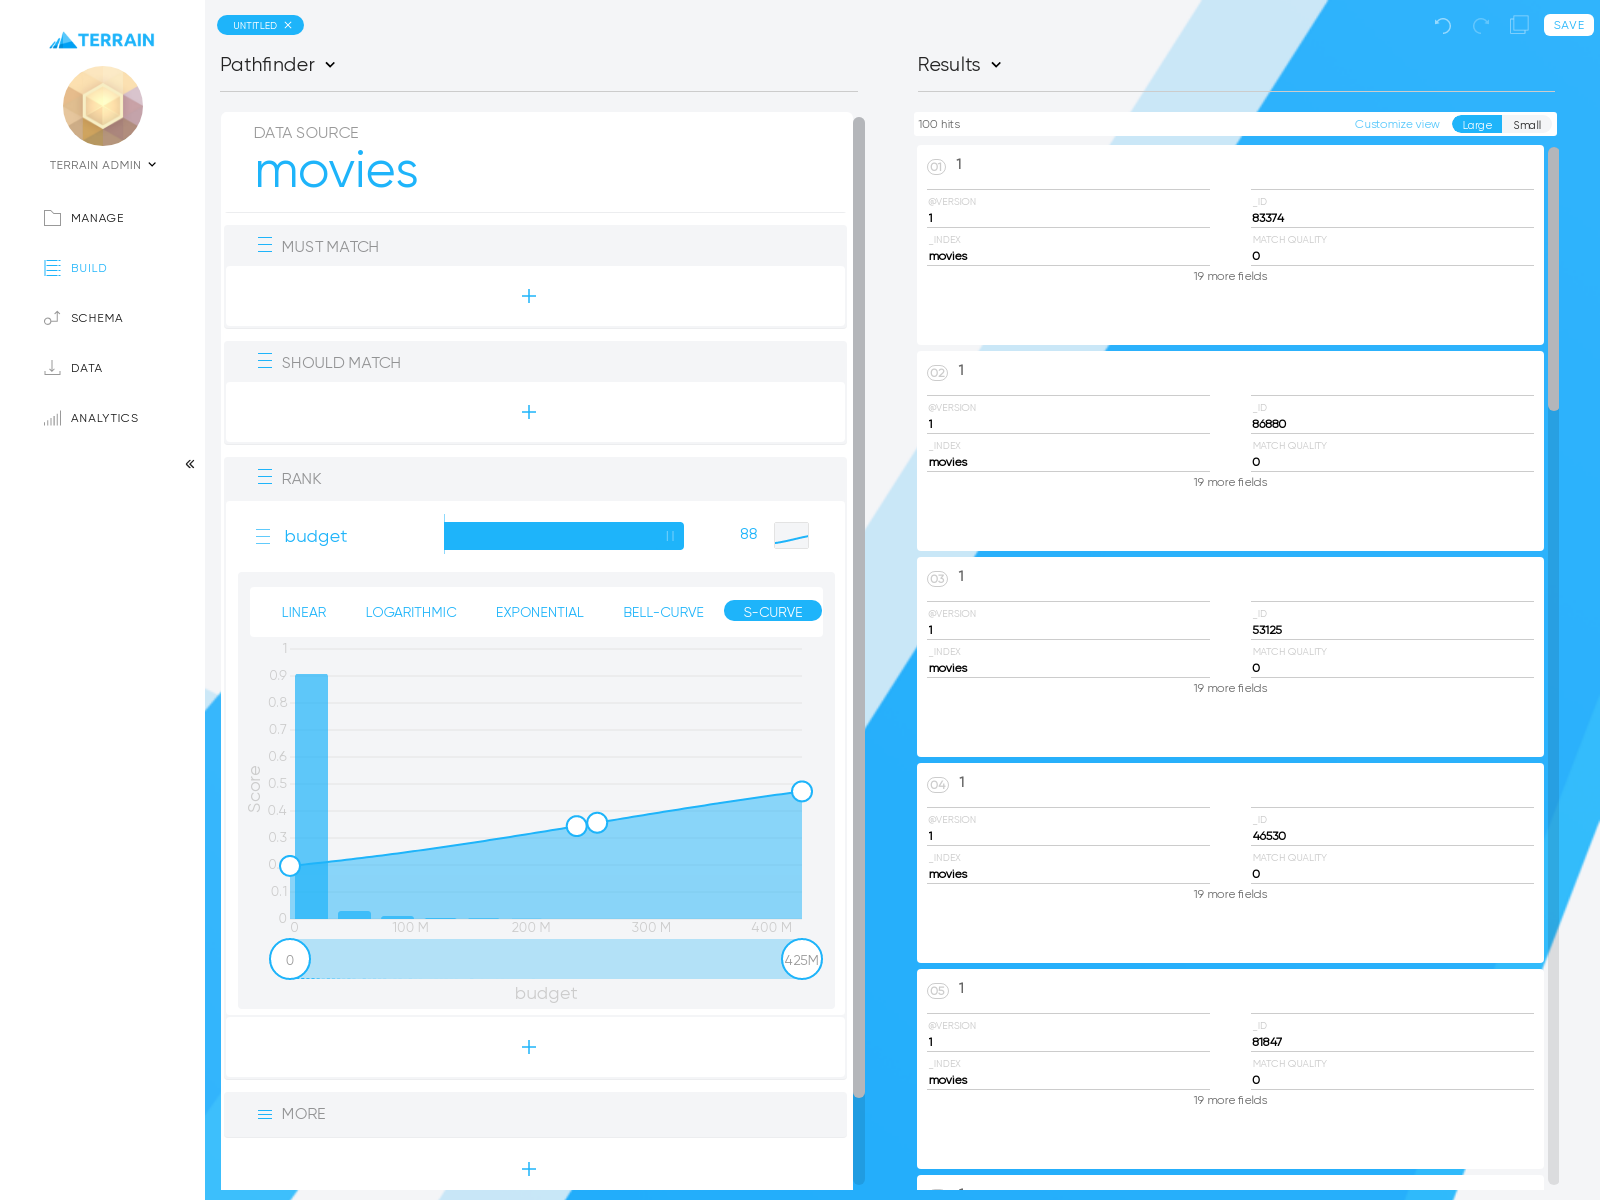 TERRAIN
TERRAIN ADMIN
MANAGE
BUILD
SCHEMA
DATA
ANALYTICS
UNTITLED
Pathfinder
DATA SOURCE
movies
MUST MATCH
+
SHOULD MATCH
+
RANK
budget 88
LINEAR LOGARITHMIC EXPONENTIAL BELL-CURVE S-CURVE
1
0.9
0.8
0.7
0.6
0.5
0.4
0.3
0.
0.1
0
Score
0 100 M 200 M 300 M 400 M
0 425M
budget
+
MORE
+
SAVE
Results
100 hits Customize view Large Small
01 1
@VERSION _ID
1 83374
_INDEX MATCH QUALITY
movies 0
19 more fields
02 1
@VERSION _ID
1 86880
_INDEX MATCH QUALITY
movies 0
19 more fields
03 1
@VERSION _ID
1 53125
_INDEX MATCH QUALITY
movies 0
19 more fields
04 1
@VERSION _ID
1 46530
_INDEX MATCH QUALITY
movies 0
19 more fields
05 1
@VERSION _ID
1 81847
_INDEX MATCH QUALITY
movies 0
19 more fields